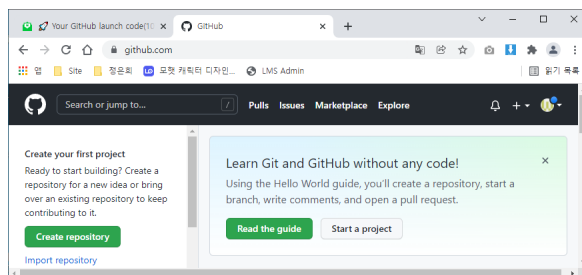 Your GitHub launch code(10
GitHub
github.com
앱
Site
정은희
모햇 캐릭터 디자인...
LMS Admin
읽기 목록
Search or jump to...
/
Pulls
Issues
Marketplace
Explore
Create your first project
Ready to start building? Create a
repository for a new idea or bring
over an existing repository to keep
contributing to it.
Create repository
Import repository
Learn Git and GitHub without any code!
Using the Hello World guide, you'll create a repository, start a
branch, write comments, and open a pull request.
Read the guide
Start a project